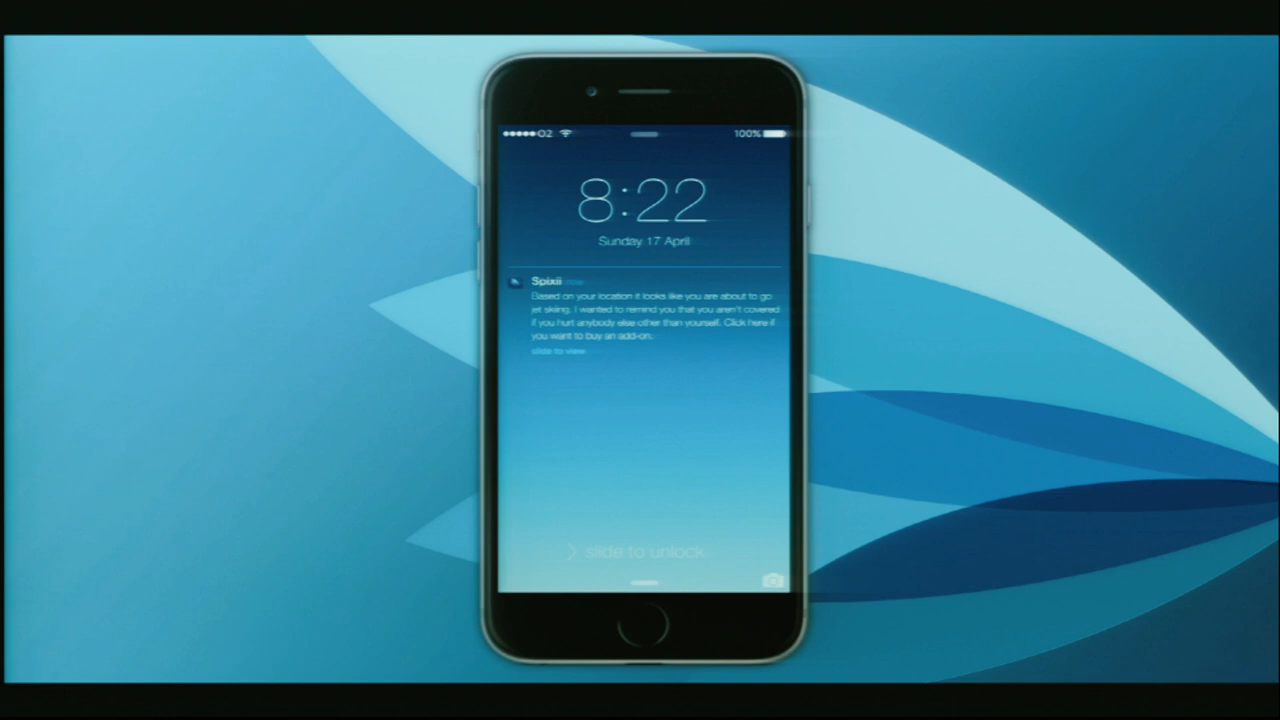 ●●●●●O2 100%
8:22
Sunday 17 April
Spixii now
Based on your location it looks like you are about to go
jet skiing. I wanted to remind you that you aren't covered
if you hurt anybody else other than yourself. Click here if
you want to buy an add-on.
slide to view
> slide to unlock